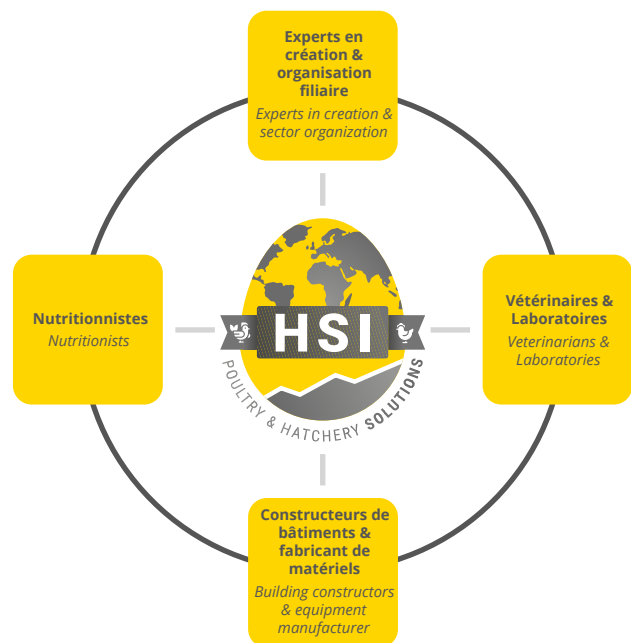 Experts en
création &
organisation
filiaire
Experts in creation &
sector organization
Nutritionnistes
Nutritionists
HSI
POULTRY & HATCHERY SOLUTIONS
Vétérinaires &
Laboratoires
Veterinarians &
Laboratories
Constructeurs de
bâtiments &
fabricant de
matériels
Building constructors
& equipment
manufacturer